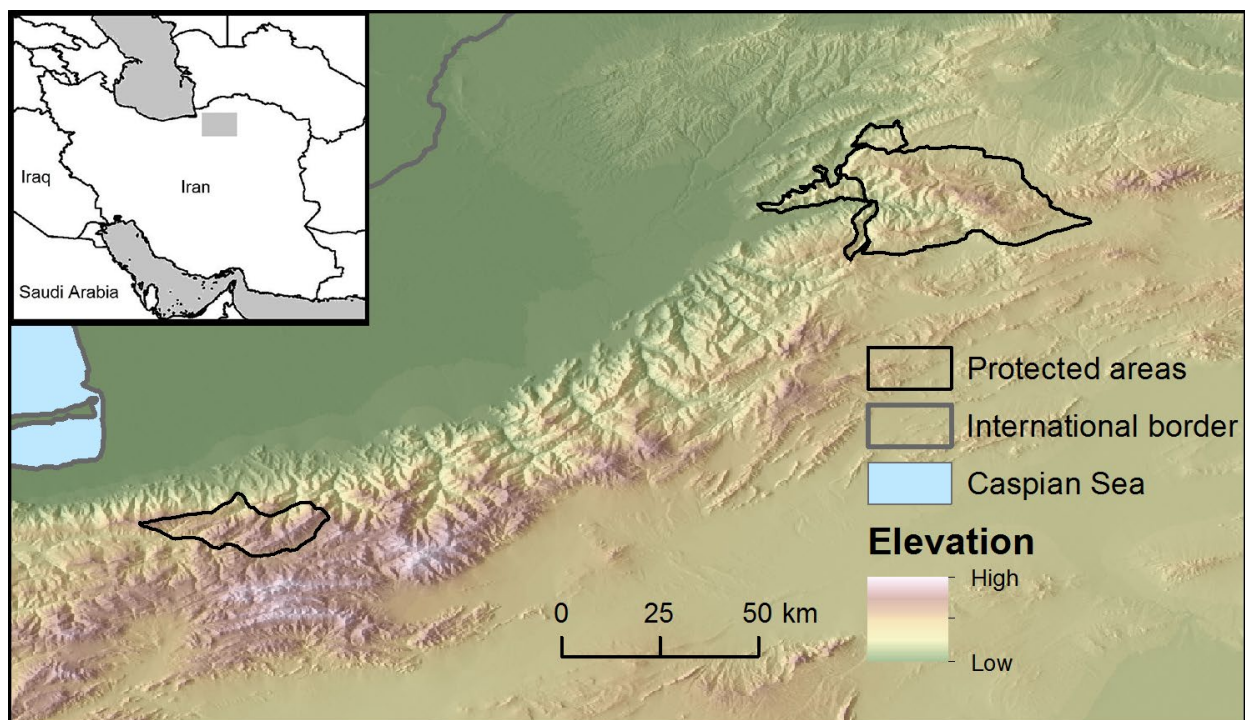 Iraq
Iran
Saudi Arabia
Protected areas
International border
Caspian Sea
Elevation
High
Low
0 25 50 km